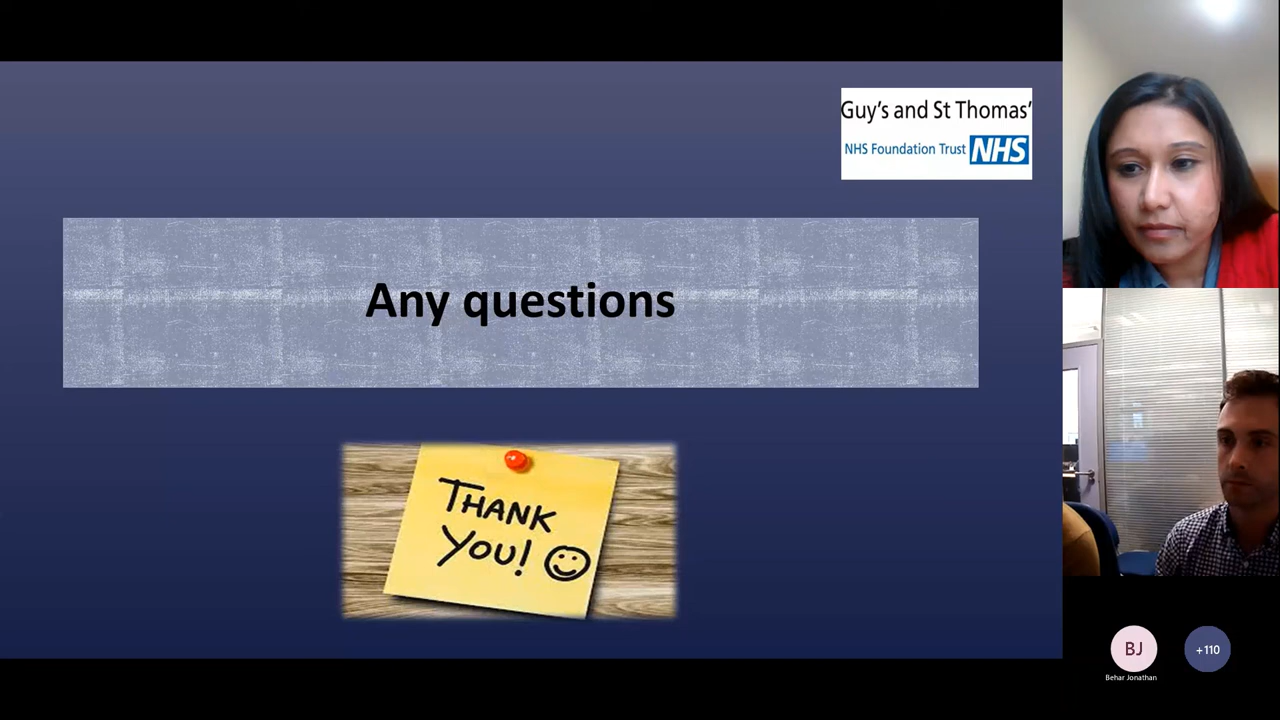 Guy's and St Thomas'
NHS Foundation Trust NHS
Any questions
THANK
YOU!
BJ
+110
Behar Jonathan